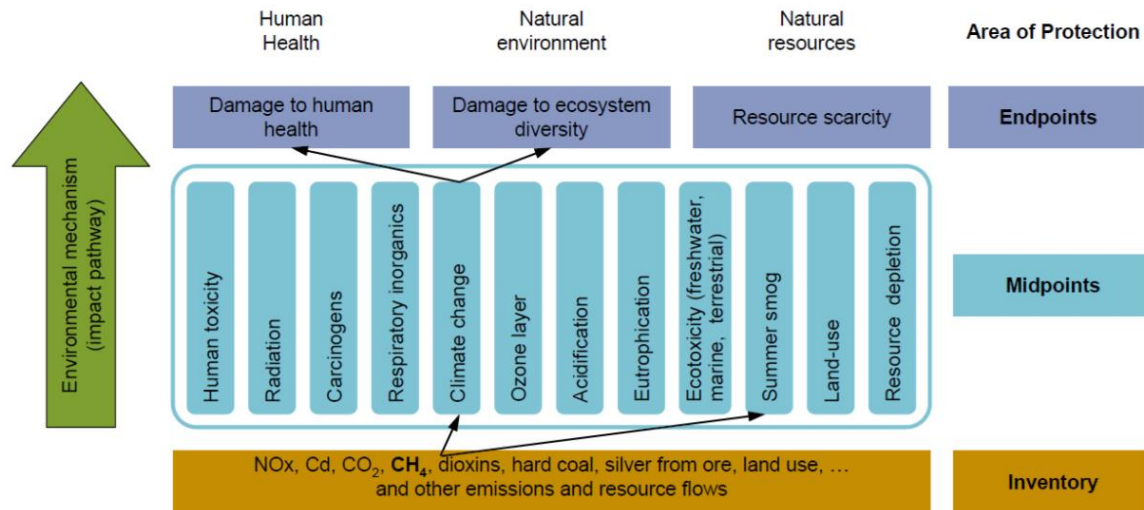 Human
Health
Natural
environment
Natural
resources
Area of Protection
Damage to human
health
Damage to ecosystem
diversity
Resource scarcity
Endpoints
Environmental mechanism
(impact pathway)
Human toxicity
Radiation
Carcinogens
Respiratory inorganics
Climate change
Ozone layer
Acidification
Eutrophication
Ecotoxicity (freshwater,
marine, terrestrial)
Summer smog
Land-use
Resource depletion
Midpoints
NOx, Cd, CO₂, CH₄, dioxins, hard coal, silver from ore, land use, …
and other emissions and resource flows
Inventory